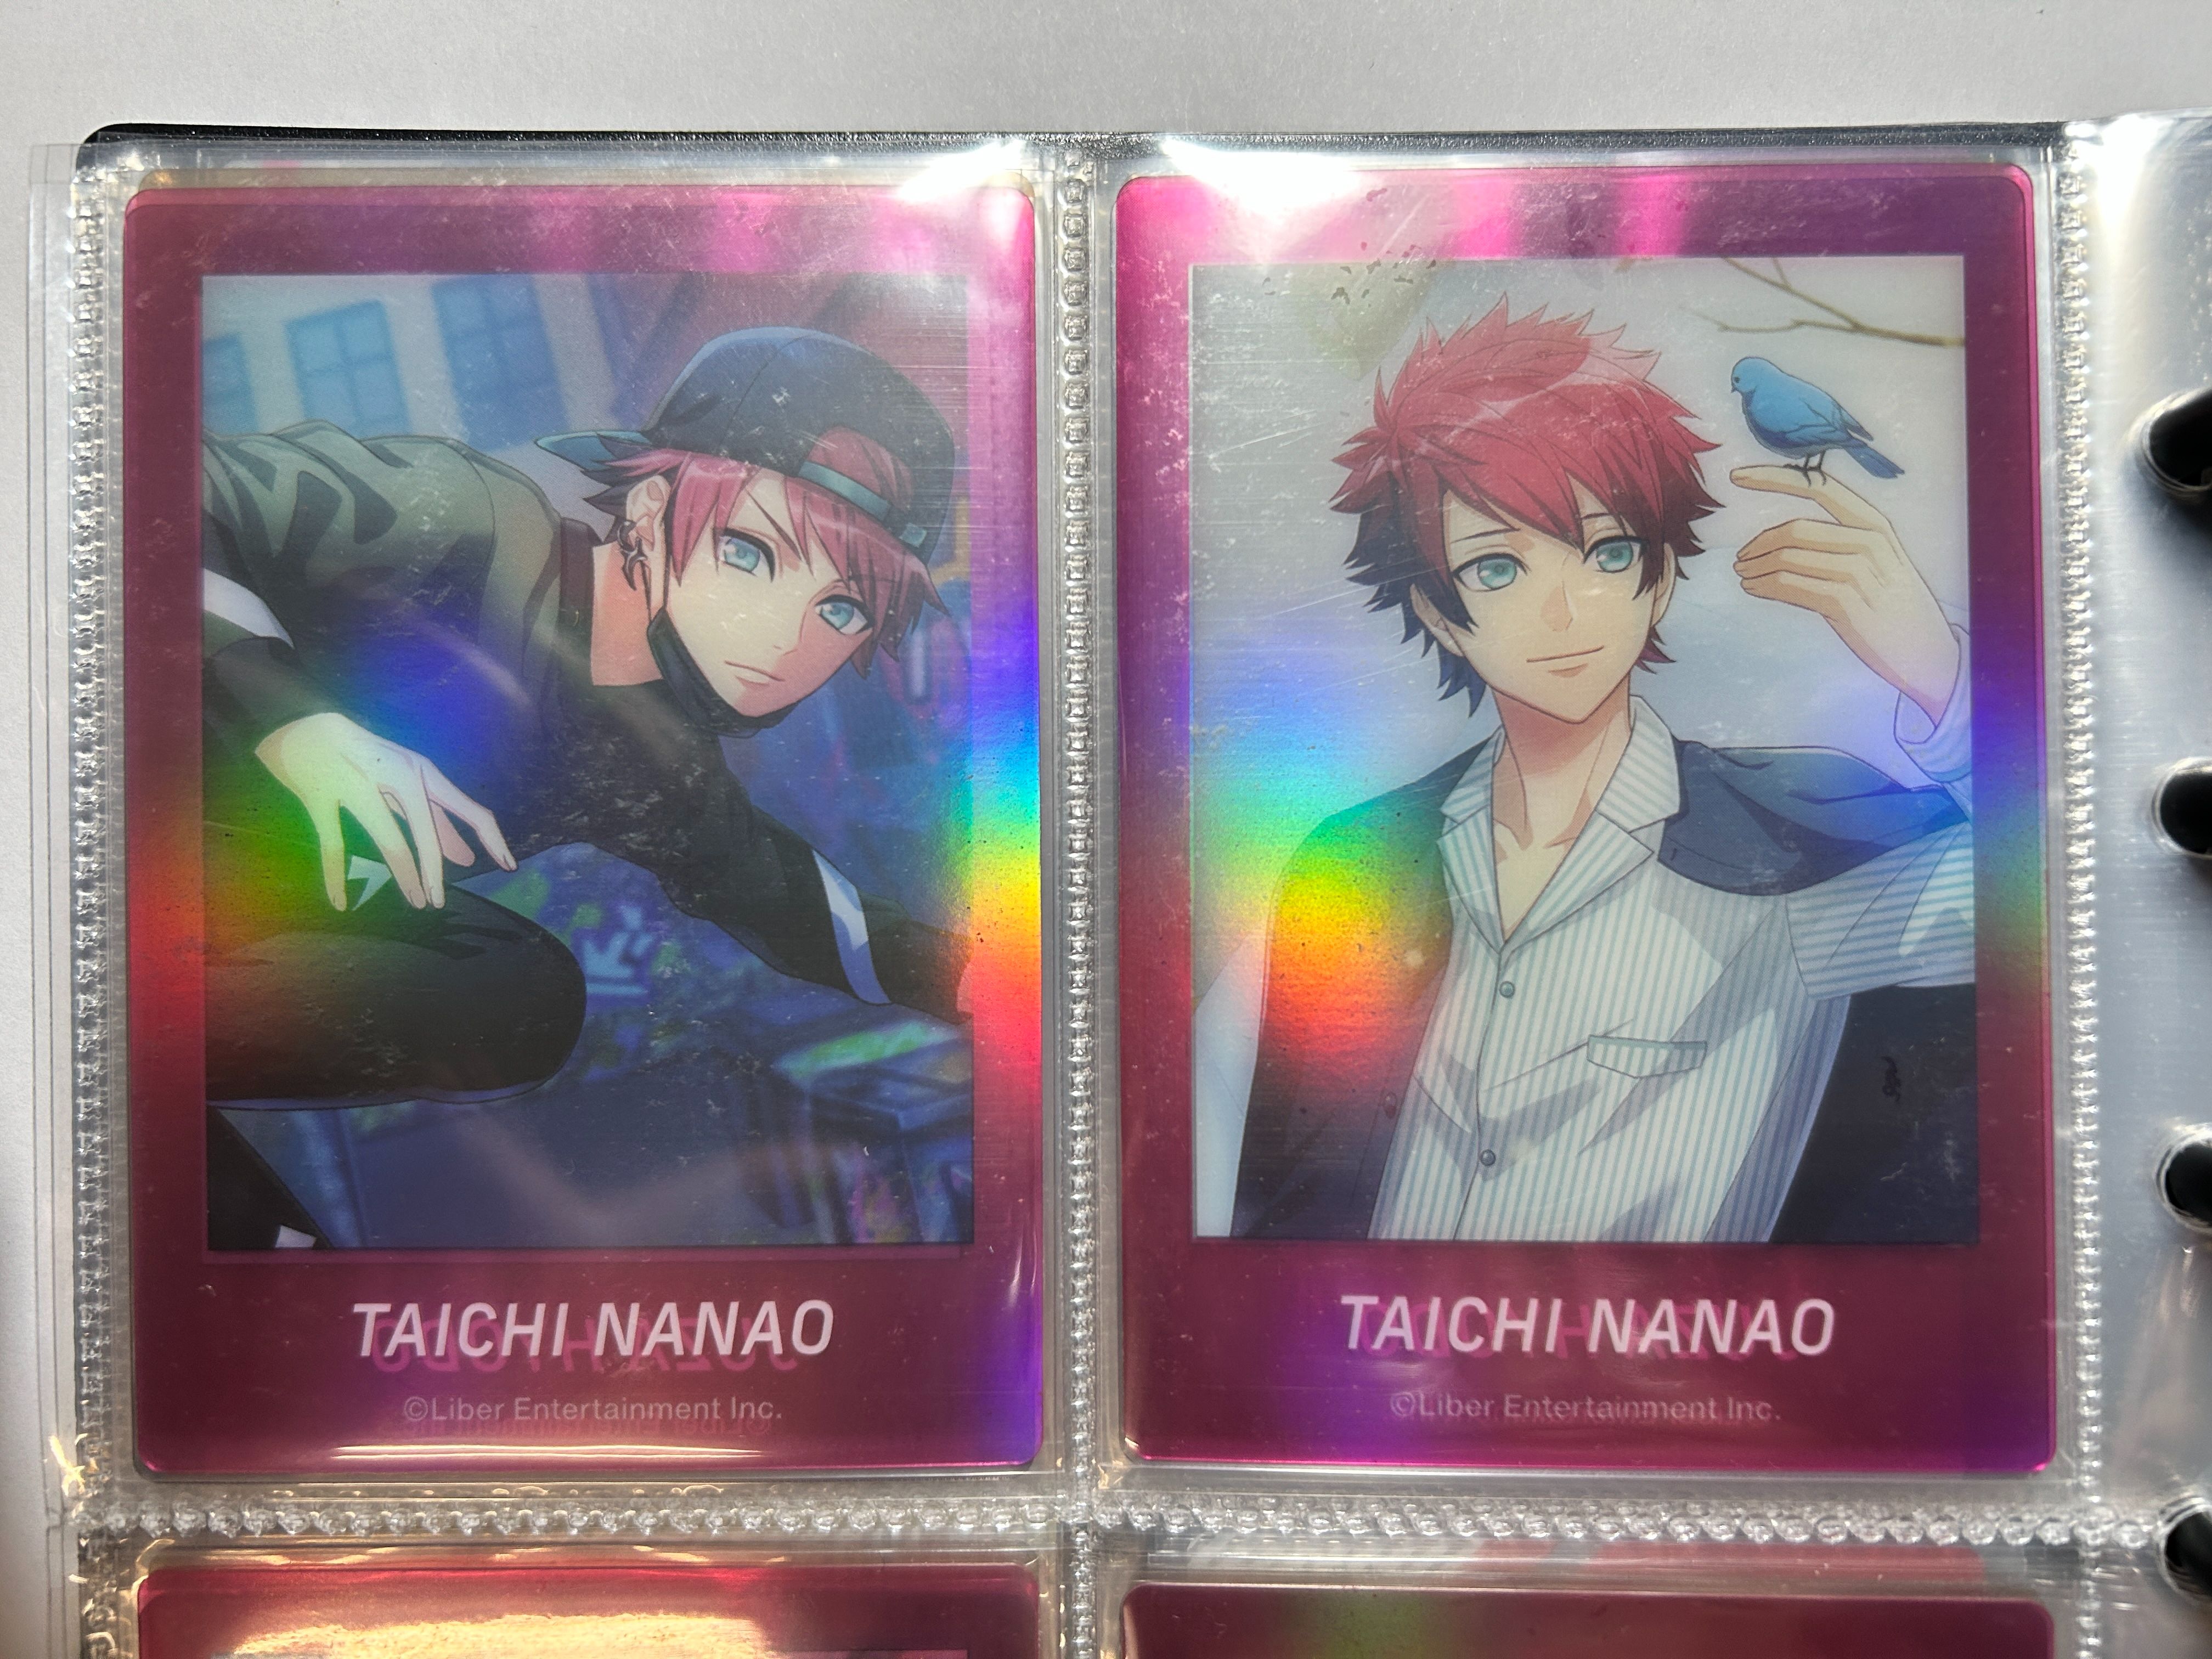 TAICHI NANAO
©Liber Entertainment Inc.
TAICHI NANAO
©Liber Entertainment Inc.